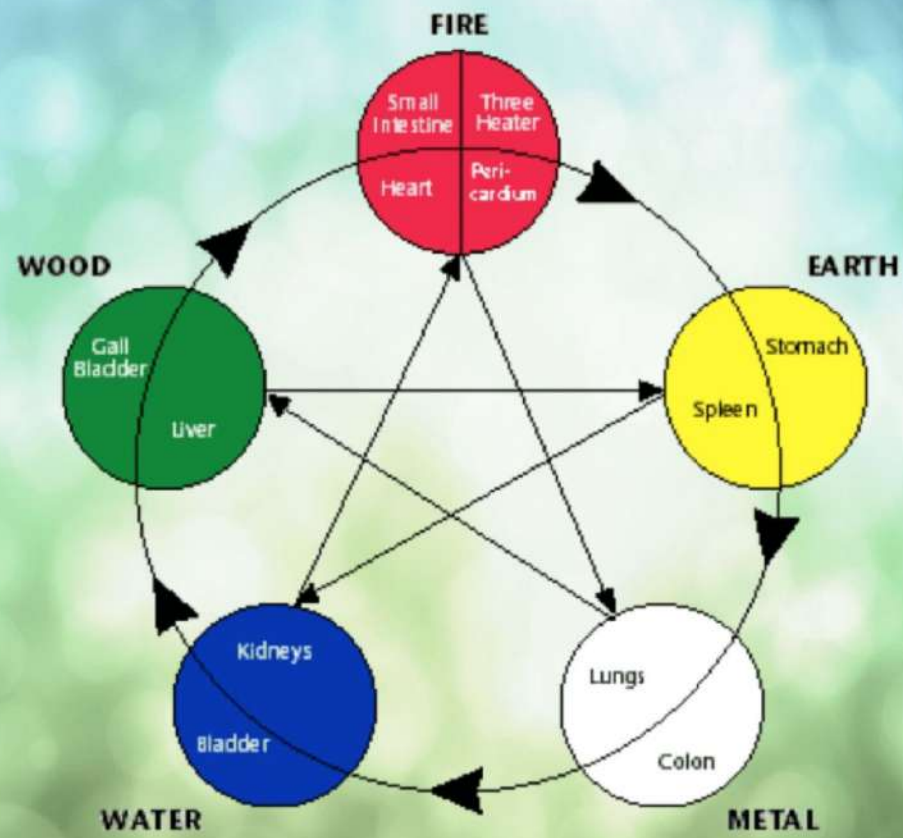 FIRE
Small
Intestine
Three
Heater
Heart
Peri-
cardium
WOOD
EARTH
Gall
Bladder
Liver
Stomach
Spleen
Kidneys
Bladder
Lungs
Colon
WATER
METAL